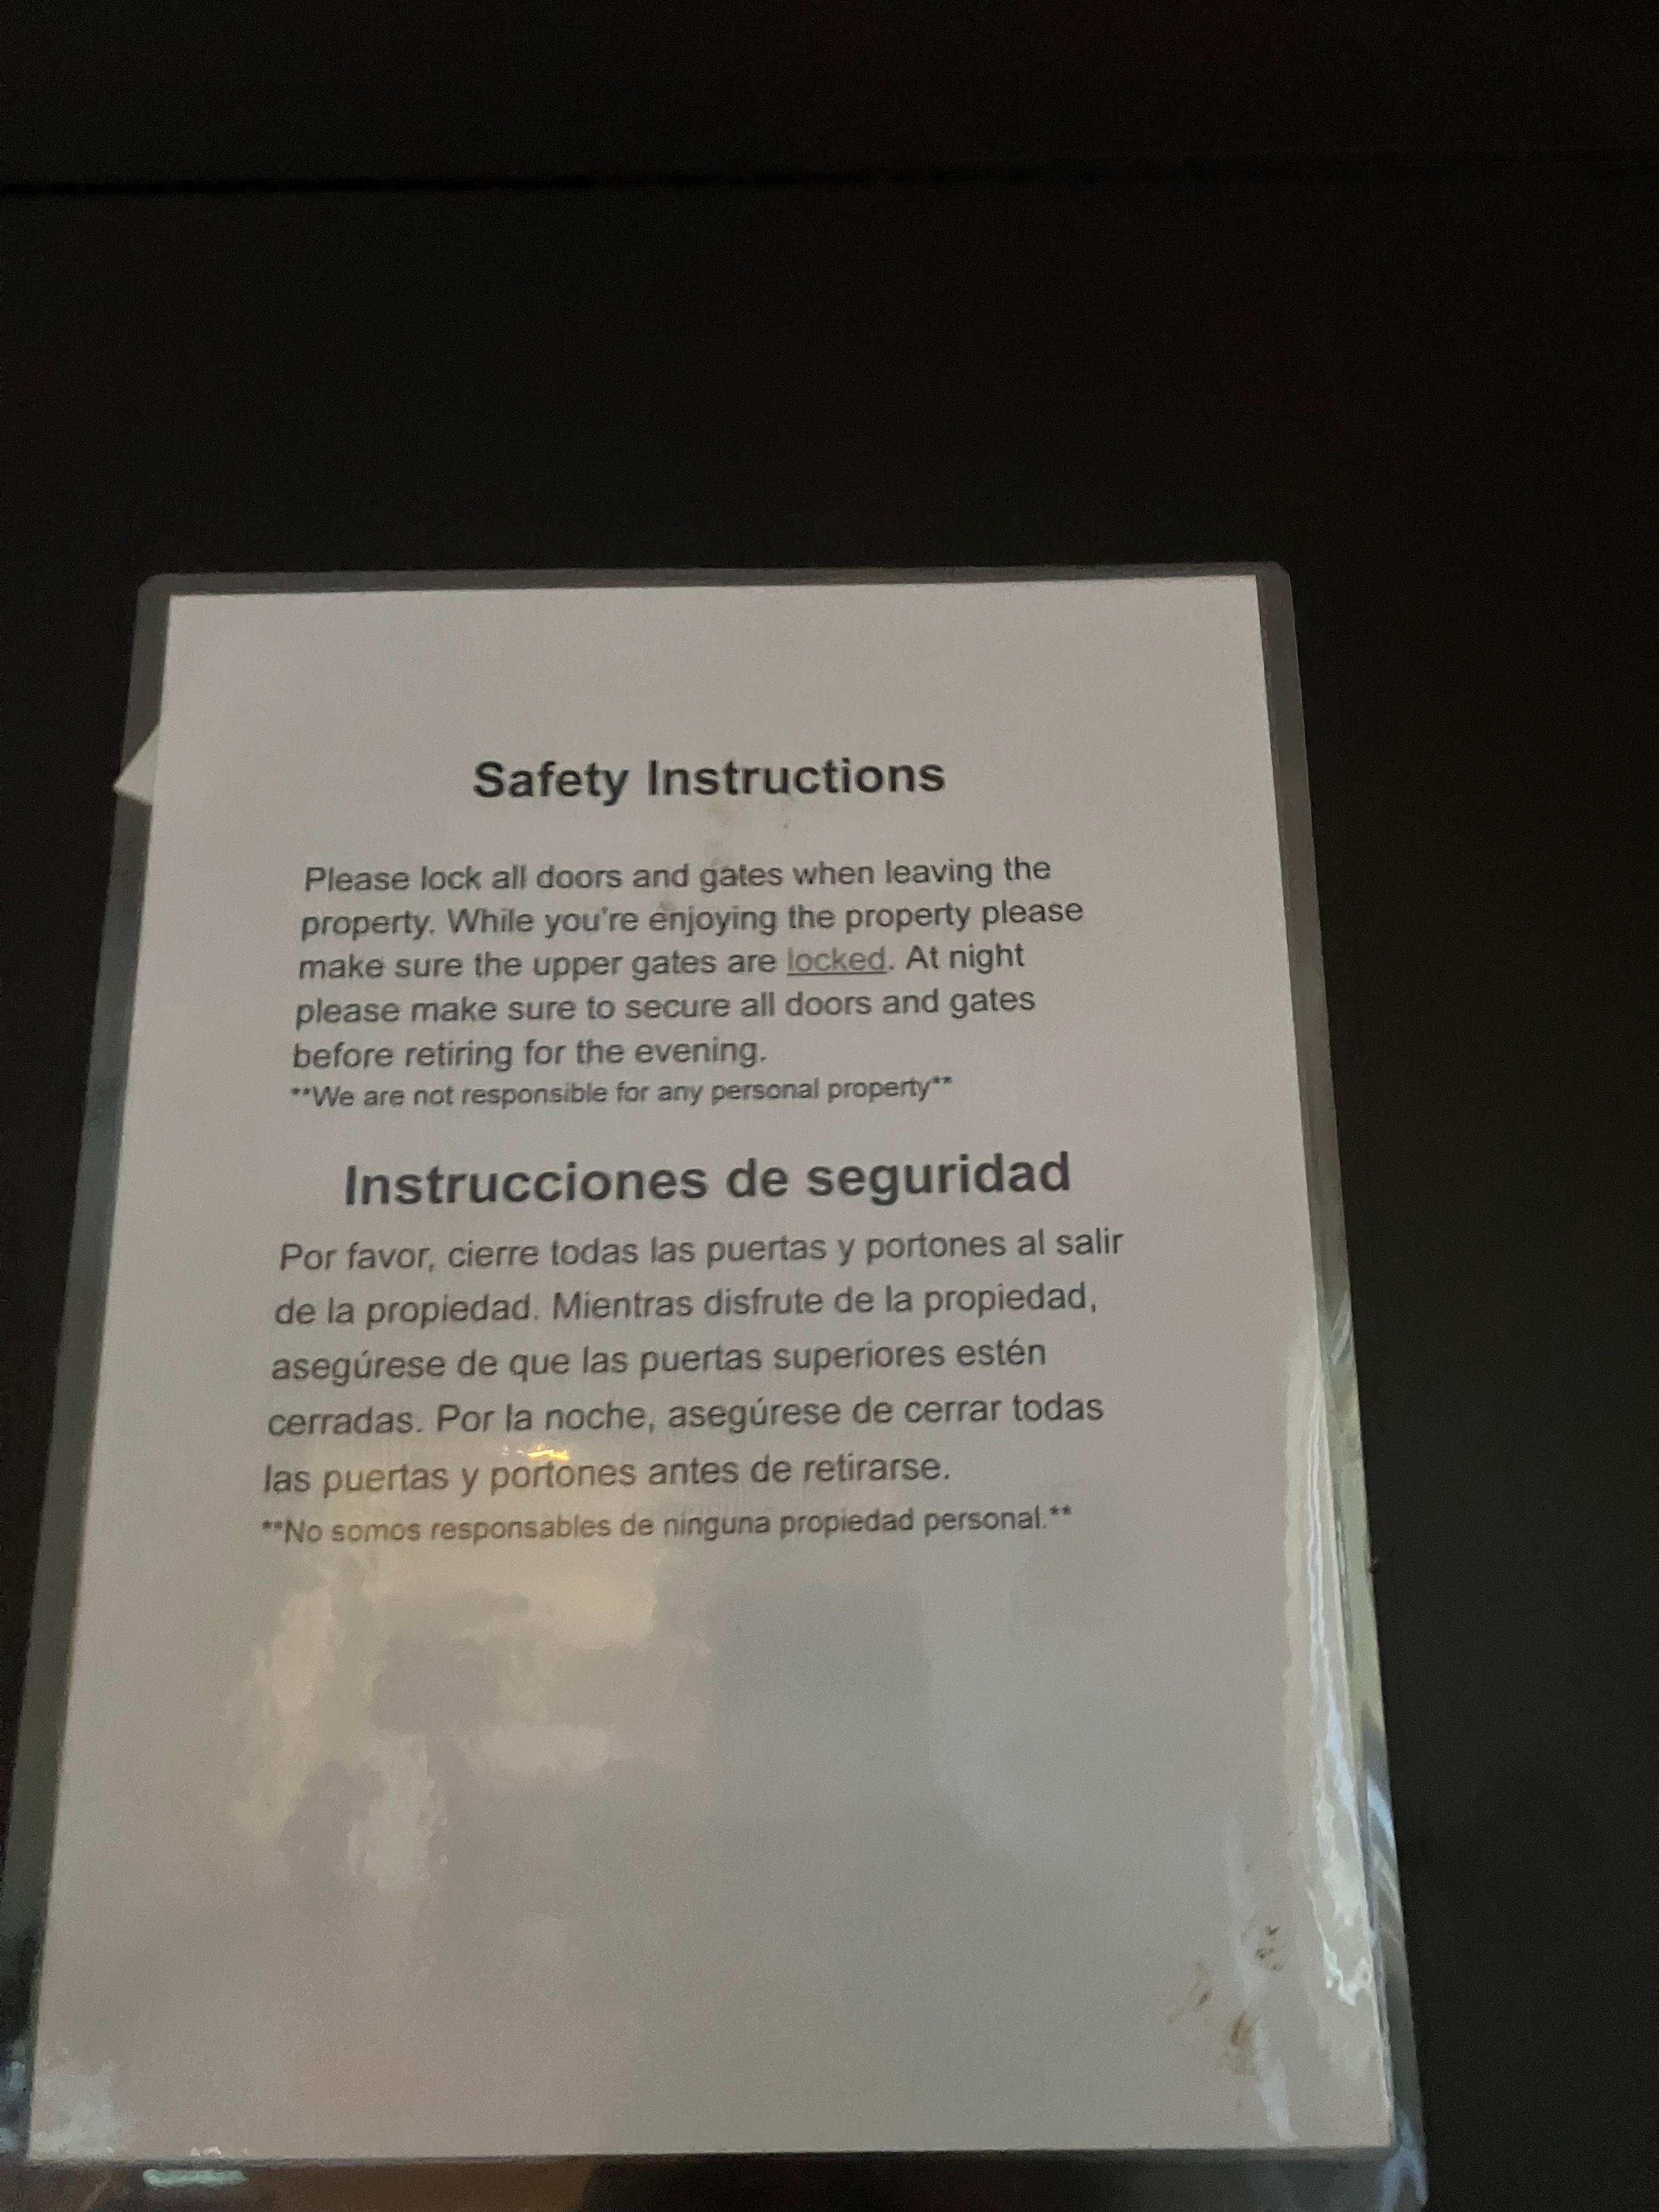 Safety Instructions
Please lock all doors and gates when leaving the
property. While you're enjoying the property please
make sure the upper gates are locked. At night
please make sure to secure all doors and gates
before retiring for the evening.
**We are not responsible for any personal property**
Instrucciones de seguridad
Por favor, cierre todas las puertas y portones al salir
de la propiedad. Mientras disfrute de la propiedad,
asegúrese de que las puertas superiores estén
cerradas. Por la noche, asegúrese de cerrar todas
las puertas y portones antes de retirarse.
**No somos responsables de ninguna propiedad personal.**